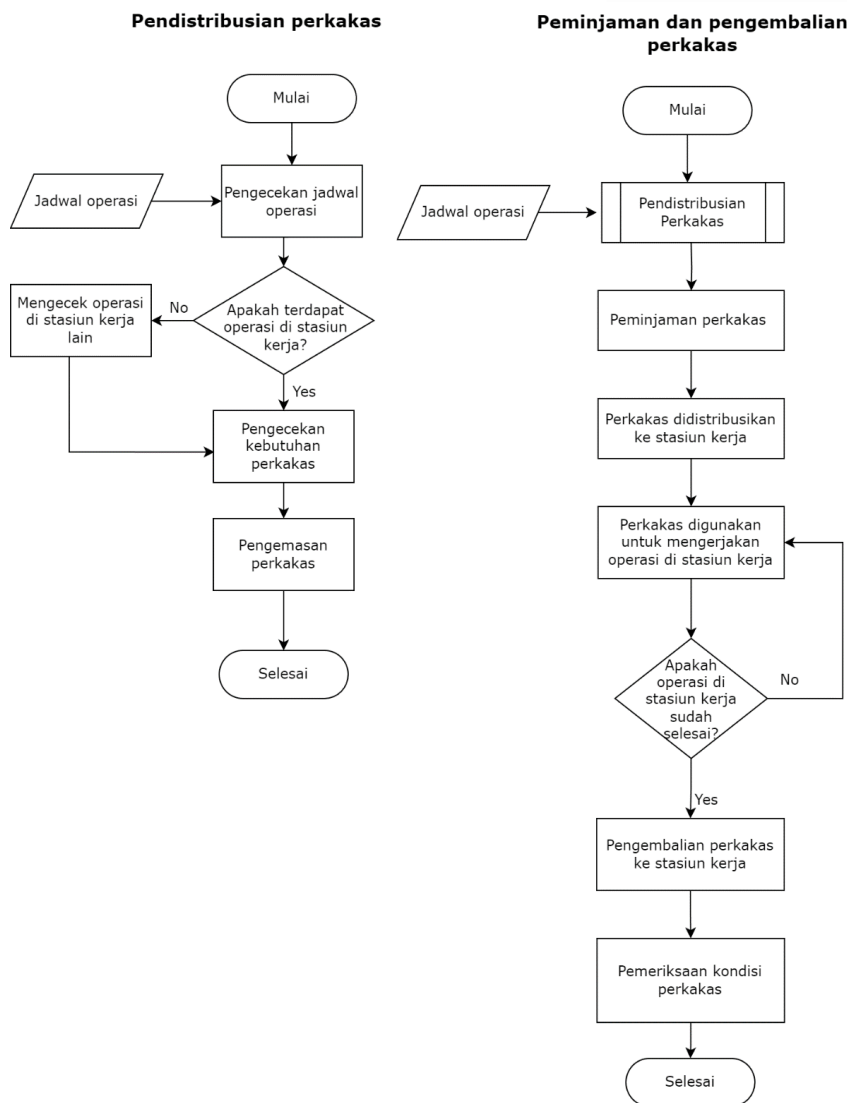 Pendistribusian perkakas
Mulai
Jadwal operasi
Pengecekan jadwal
operasi
Mengecek operasi
di stasiun kerja
lain
No
Apakah terdapat
operasi di stasiun
kerja?
Yes
Pengecekan
kebutuhan
perkakas
Pengemasan
perkakas
Selesai
Peminjaman dan pengembalian
perkakas
Mulai
Jadwal operasi
Pendistribusian
Perkakas
Peminjaman perkakas
Perkakas didistribusikan
ke stasiun kerja
Perkakas digunakan
untuk mengerjakan
operasi di stasiun kerja
Apakah
operasi di
stasiun kerja
sudah
selesai?
No
Yes
Pengembalian perkakas
ke stasiun kerja
Pemeriksaan kondisi
perkakas
Selesai